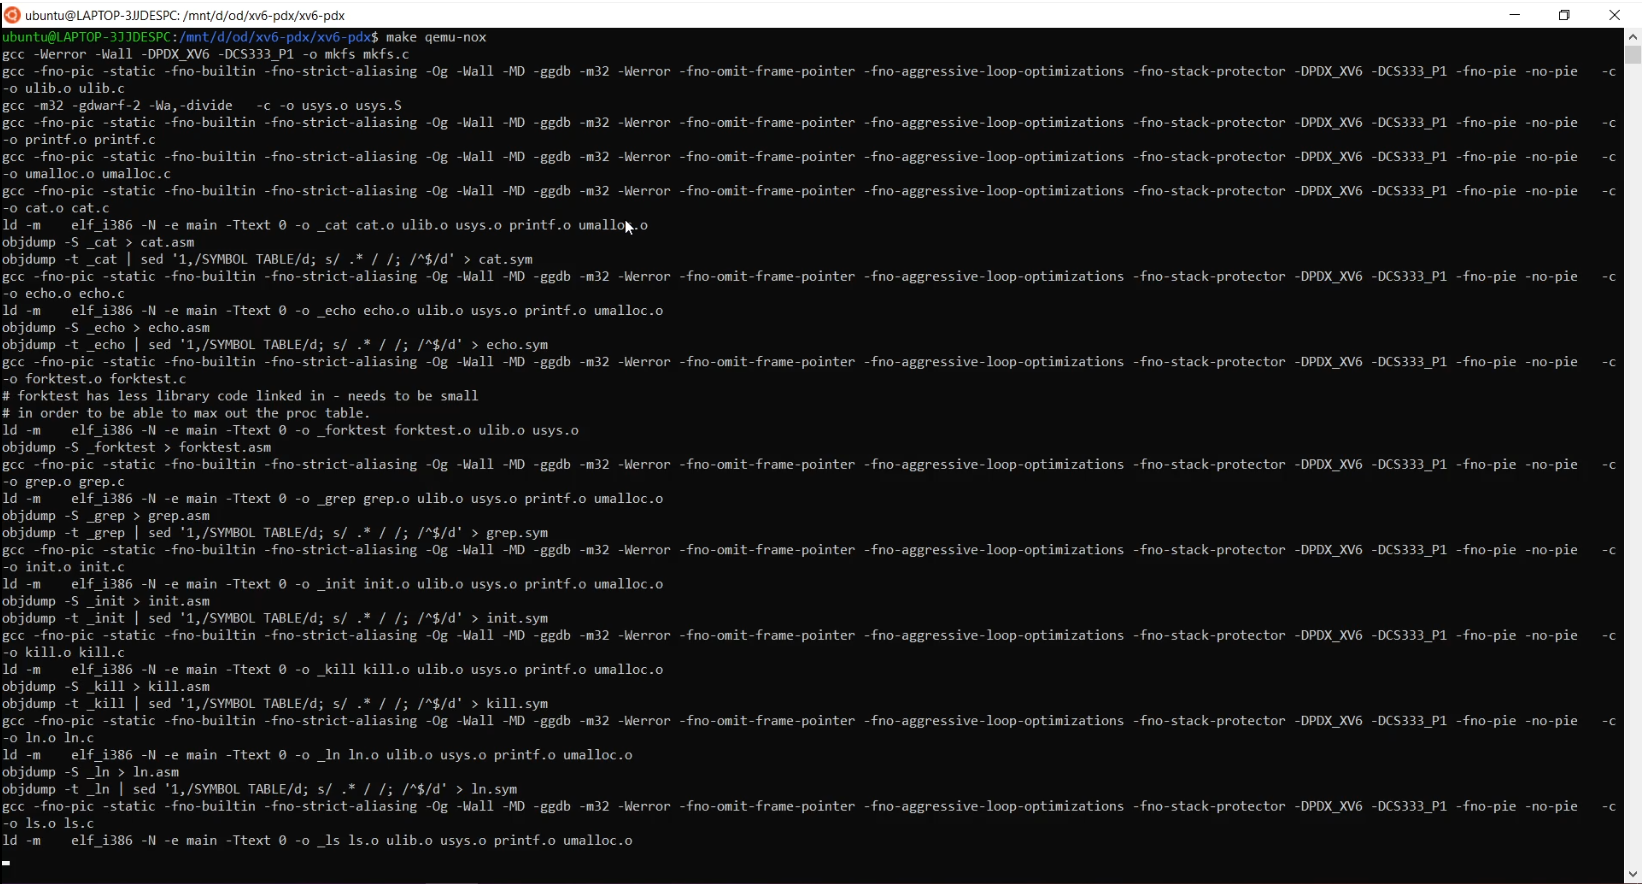 ubuntu@LAPTOP-3JJDESPC: /mnt/d/od/xv6-pdx/xv6-pdx
ubuntu@LAPTOP-3JJDESPC:/mnt/d/od/xv6-pdx/xv6-pdx$ make qemu-nox
gcc -Werror -Wall -DPDX_XV6 -DCS333_P1 -o mkfs mkfs.c
gcc -fno-pic -static -fno-builtin -fno-strict-aliasing -Og -Wall -MD -ggdb -m32 -Werror -fno-omit-frame-pointer -fno-aggressive-loop-optimizations -fno-stack-protector -DPDX_XV6 -DCS333_P1 -fno-pie -no-pie   -c
-o ulib.o ulib.c
gcc -m32 -gdwarf-2 -Wa,-divide   -c -o usys.o usys.S
gcc -fno-pic -static -fno-builtin -fno-strict-aliasing -Og -Wall -MD -ggdb -m32 -Werror -fno-omit-frame-pointer -fno-aggressive-loop-optimizations -fno-stack-protector -DPDX_XV6 -DCS333_P1 -fno-pie -no-pie   -c
-o printf.o printf.c
gcc -fno-pic -static -fno-builtin -fno-strict-aliasing -Og -Wall -MD -ggdb -m32 -Werror -fno-omit-frame-pointer -fno-aggressive-loop-optimizations -fno-stack-protector -DPDX_XV6 -DCS333_P1 -fno-pie -no-pie   -c
-o umalloc.o umalloc.c
gcc -fno-pic -static -fno-builtin -fno-strict-aliasing -Og -Wall -MD -ggdb -m32 -Werror -fno-omit-frame-pointer -fno-aggressive-loop-optimizations -fno-stack-protector -DPDX_XV6 -DCS333_P1 -fno-pie -no-pie   -c
-o cat.o cat.c
ld -m    elf_i386 -N -e main -Ttext 0 -o _cat cat.o ulib.o usys.o printf.o umalloc.o
objdump -S _cat > cat.asm
objdump -t _cat | sed '1,/SYMBOL TABLE/d; s/ .* / /; /^$/d' > cat.sym
gcc -fno-pic -static -fno-builtin -fno-strict-aliasing -Og -Wall -MD -ggdb -m32 -Werror -fno-omit-frame-pointer -fno-aggressive-loop-optimizations -fno-stack-protector -DPDX_XV6 -DCS333_P1 -fno-pie -no-pie   -c
-o echo.o echo.c
ld -m    elf_i386 -N -e main -Ttext 0 -o _echo echo.o ulib.o usys.o printf.o umalloc.o
objdump -S _echo > echo.asm
objdump -t _echo | sed '1,/SYMBOL TABLE/d; s/ .* / /; /^$/d' > echo.sym
gcc -fno-pic -static -fno-builtin -fno-strict-aliasing -Og -Wall -MD -ggdb -m32 -Werror -fno-omit-frame-pointer -fno-aggressive-loop-optimizations -fno-stack-protector -DPDX_XV6 -DCS333_P1 -fno-pie -no-pie   -c
-o forktest.o forktest.c
# forktest has less library code linked in - needs to be small
# in order to be able to max out the proc table.
ld -m    elf_i386 -N -e main -Ttext 0 -o _forktest forktest.o ulib.o usys.o
objdump -S _forktest > forktest.asm
gcc -fno-pic -static -fno-builtin -fno-strict-aliasing -Og -Wall -MD -ggdb -m32 -Werror -fno-omit-frame-pointer -fno-aggressive-loop-optimizations -fno-stack-protector -DPDX_XV6 -DCS333_P1 -fno-pie -no-pie   -c
-o grep.o grep.c
ld -m    elf_i386 -N -e main -Ttext 0 -o _grep grep.o ulib.o usys.o printf.o umalloc.o
objdump -S _grep > grep.asm
objdump -t _grep | sed '1,/SYMBOL TABLE/d; s/ .* / /; /^$/d' > grep.sym
gcc -fno-pic -static -fno-builtin -fno-strict-aliasing -Og -Wall -MD -ggdb -m32 -Werror -fno-omit-frame-pointer -fno-aggressive-loop-optimizations -fno-stack-protector -DPDX_XV6 -DCS333_P1 -fno-pie -no-pie   -c
-o init.o init.c
ld -m    elf_i386 -N -e main -Ttext 0 -o _init init.o ulib.o usys.o printf.o umalloc.o
objdump -S _init > init.asm
objdump -t _init | sed '1,/SYMBOL TABLE/d; s/ .* / /; /^$/d' > init.sym
gcc -fno-pic -static -fno-builtin -fno-strict-aliasing -Og -Wall -MD -ggdb -m32 -Werror -fno-omit-frame-pointer -fno-aggressive-loop-optimizations -fno-stack-protector -DPDX_XV6 -DCS333_P1 -fno-pie -no-pie   -c
-o kill.o kill.c
ld -m    elf_i386 -N -e main -Ttext 0 -o _kill kill.o ulib.o usys.o printf.o umalloc.o
objdump -S _kill > kill.asm
objdump -t _kill | sed '1,/SYMBOL TABLE/d; s/ .* / /; /^$/d' > kill.sym
gcc -fno-pic -static -fno-builtin -fno-strict-aliasing -Og -Wall -MD -ggdb -m32 -Werror -fno-omit-frame-pointer -fno-aggressive-loop-optimizations -fno-stack-protector -DPDX_XV6 -DCS333_P1 -fno-pie -no-pie   -c
-o ln.o ln.c
ld -m    elf_i386 -N -e main -Ttext 0 -o _ln ln.o ulib.o usys.o printf.o umalloc.o
objdump -S _ln > ln.asm
objdump -t _ln | sed '1,/SYMBOL TABLE/d; s/ .* / /; /^$/d' > ln.sym
gcc -fno-pic -static -fno-builtin -fno-strict-aliasing -Og -Wall -MD -ggdb -m32 -Werror -fno-omit-frame-pointer -fno-aggressive-loop-optimizations -fno-stack-protector -DPDX_XV6 -DCS333_P1 -fno-pie -no-pie   -c
-o ls.o ls.c
ld -m    elf_i386 -N -e main -Ttext 0 -o _ls ls.o ulib.o usys.o printf.o umalloc.o